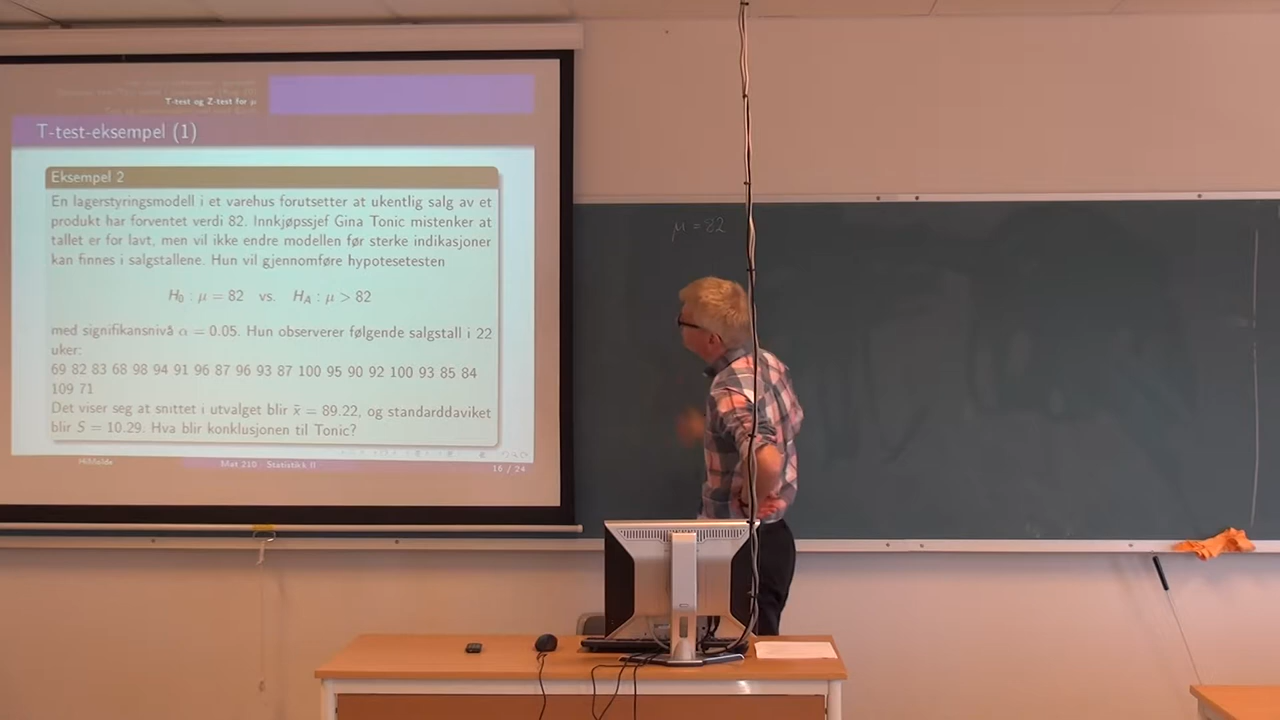 T-test og Z-test for μ
T-test-eksempel (1)
Eksempel 2
En lagerstyringsmodell i et varehus forutsetter at ukentlig salg av et
produkt har forventet verdi 82. Innkjøpssjef Gina Tonic mistenker at
tallet er for lavt, men vil ikke endre modellen før sterke indikasjoner
kan finnes i salgstallene. Hun vil gjennomføre hypotesetesten
H₀ : μ = 82 vs. H_A : μ > 82
med signifikansnivå α = 0.05. Hun observerer følgende salgstall i 22
uker:
69 82 83 68 98 94 91 96 87 96 93 87 100 95 90 92 100 93 85 84
109 71
Det viser seg at snittet i utvalget blir x̄ = 89.22, og standarddaviket
blir S = 10.29. Hva blir konklusjonen til Tonic?
HiMolde
Mat 210 : Statistikk II
16 / 24
μ = 82